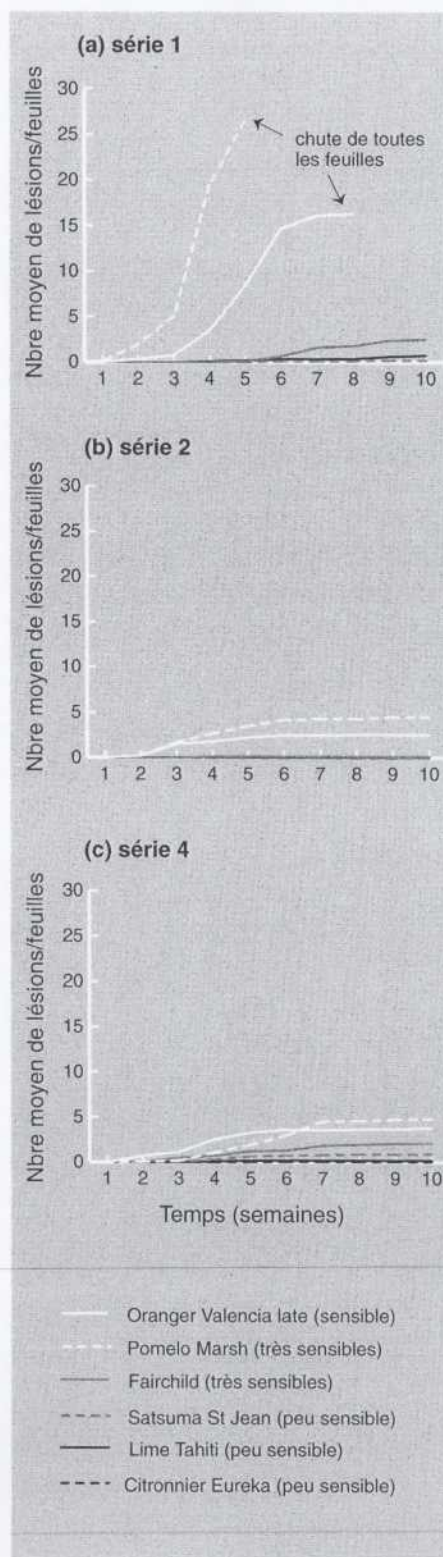 (a) série 1
Nbre moyen de lésions/feuilles
30
25
20
15
10
5
0
chute de toutes
les feuilles
1 2 3 4 5 6 7 8 9 10
(b) série 2
Nbre moyen de lésions/feuilles
30
25
20
15
10
5
0
1 2 3 4 5 6 7 8 9 10
(c) série 4
Nbre moyen de lésions/feuilles
30
25
20
15
10
5
0
1 2 3 4 5 6 7 8 9 10
Temps (semaines)
Oranger Valencia late (sensible)
Pomelo Marsh (très sensibles)
Fairchild (très sensibles)
Satsuma St Jean (peu sensible)
Lime Tahiti (peu sensible)
Citronnier Eureka (peu sensible)